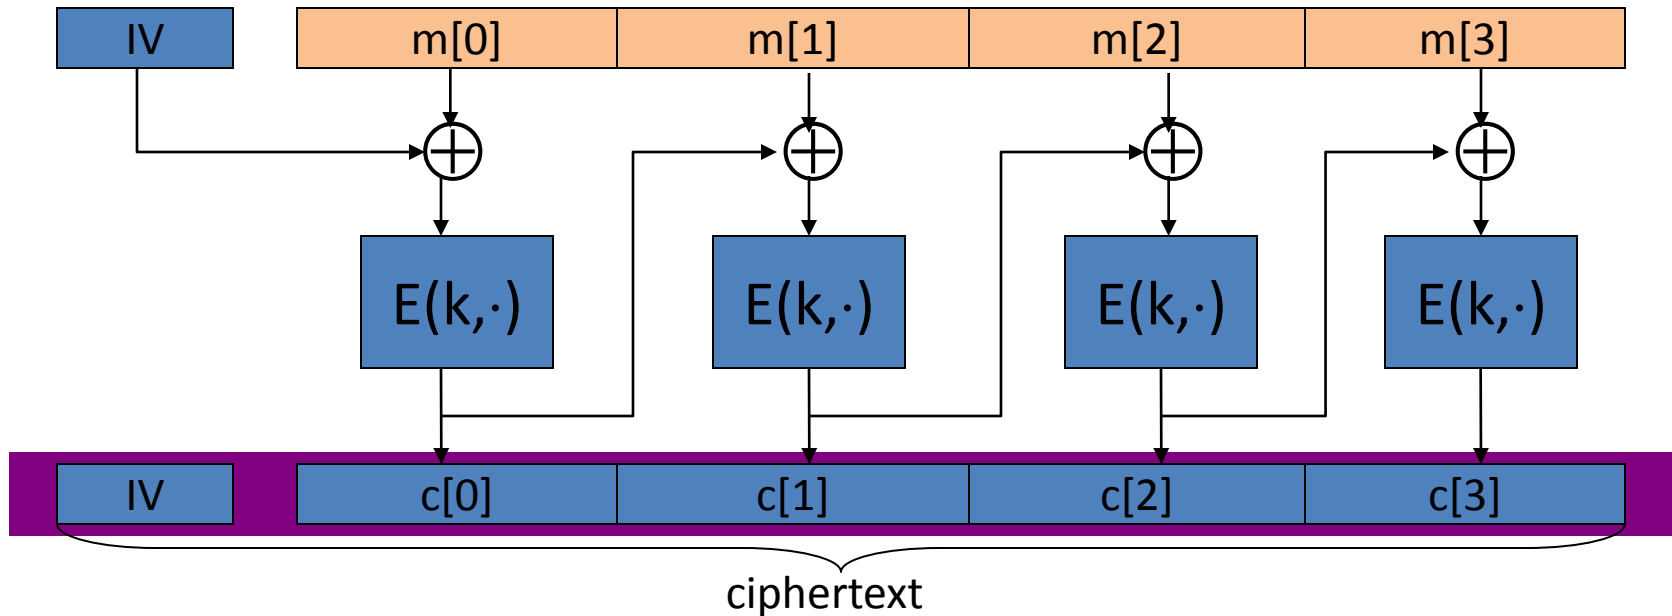 IV m[0] m[1] m[2] m[3]
E(k,·) E(k,·) E(k,·) E(k,·)
IV c[0] c[1] c[2] c[3]
ciphertext